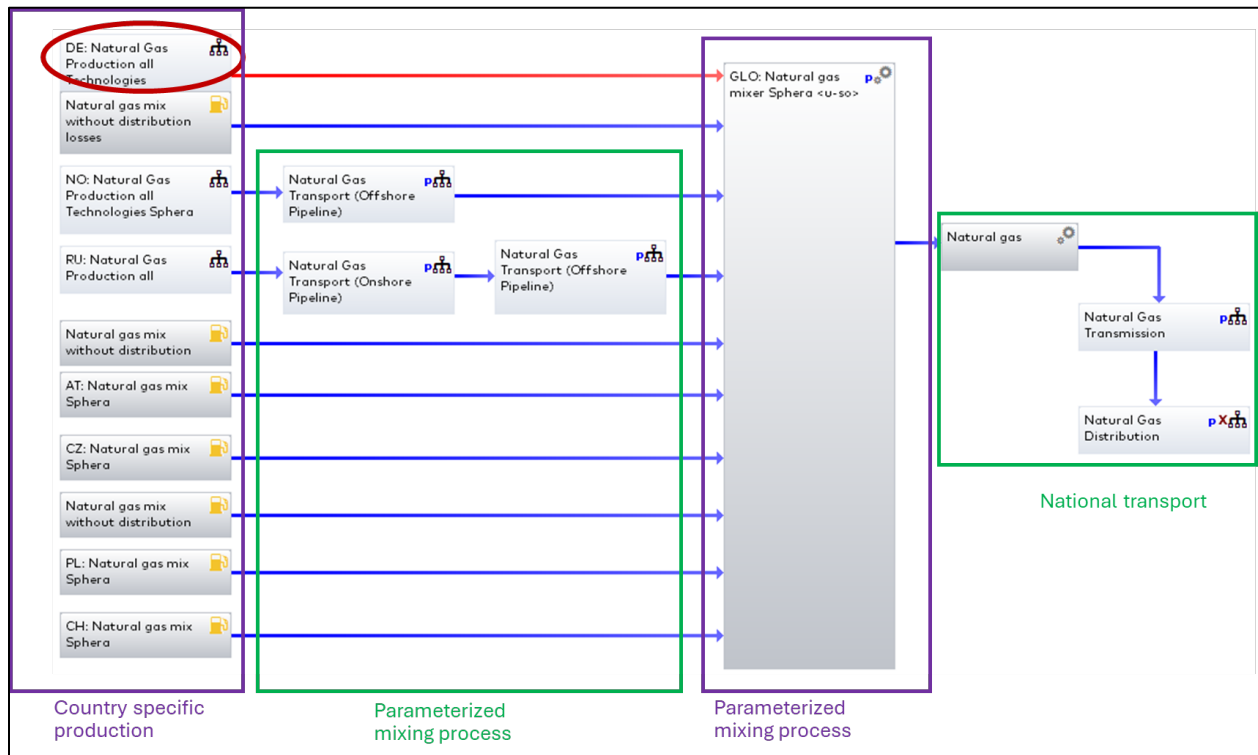 DE: Natural Gas
Production all
Technologies
Natural gas mix
without distribution
losses
NO: Natural Gas
Production all
Technologies Sphera
RU: Natural Gas
Production all
Natural gas mix
without distribution
AT: Natural gas mix
Sphera
CZ: Natural gas mix
Sphera
Natural gas mix
without distribution
PL: Natural gas mix
Sphera
CH: Natural gas mix
Sphera
Country specific
production
Natural Gas
Transport (Offshore
Pipeline)
p
Natural Gas
Transport (Onshore
Pipeline)
p
Natural Gas
Transport (Offshore
Pipeline)
p
Parameterized
mixing process
GLO: Natural gas
mixer Sphera <u-so>
p
Parameterized
mixing process
Natural gas
Natural Gas
Transmission
p
Natural Gas
Distribution
p X
National transport